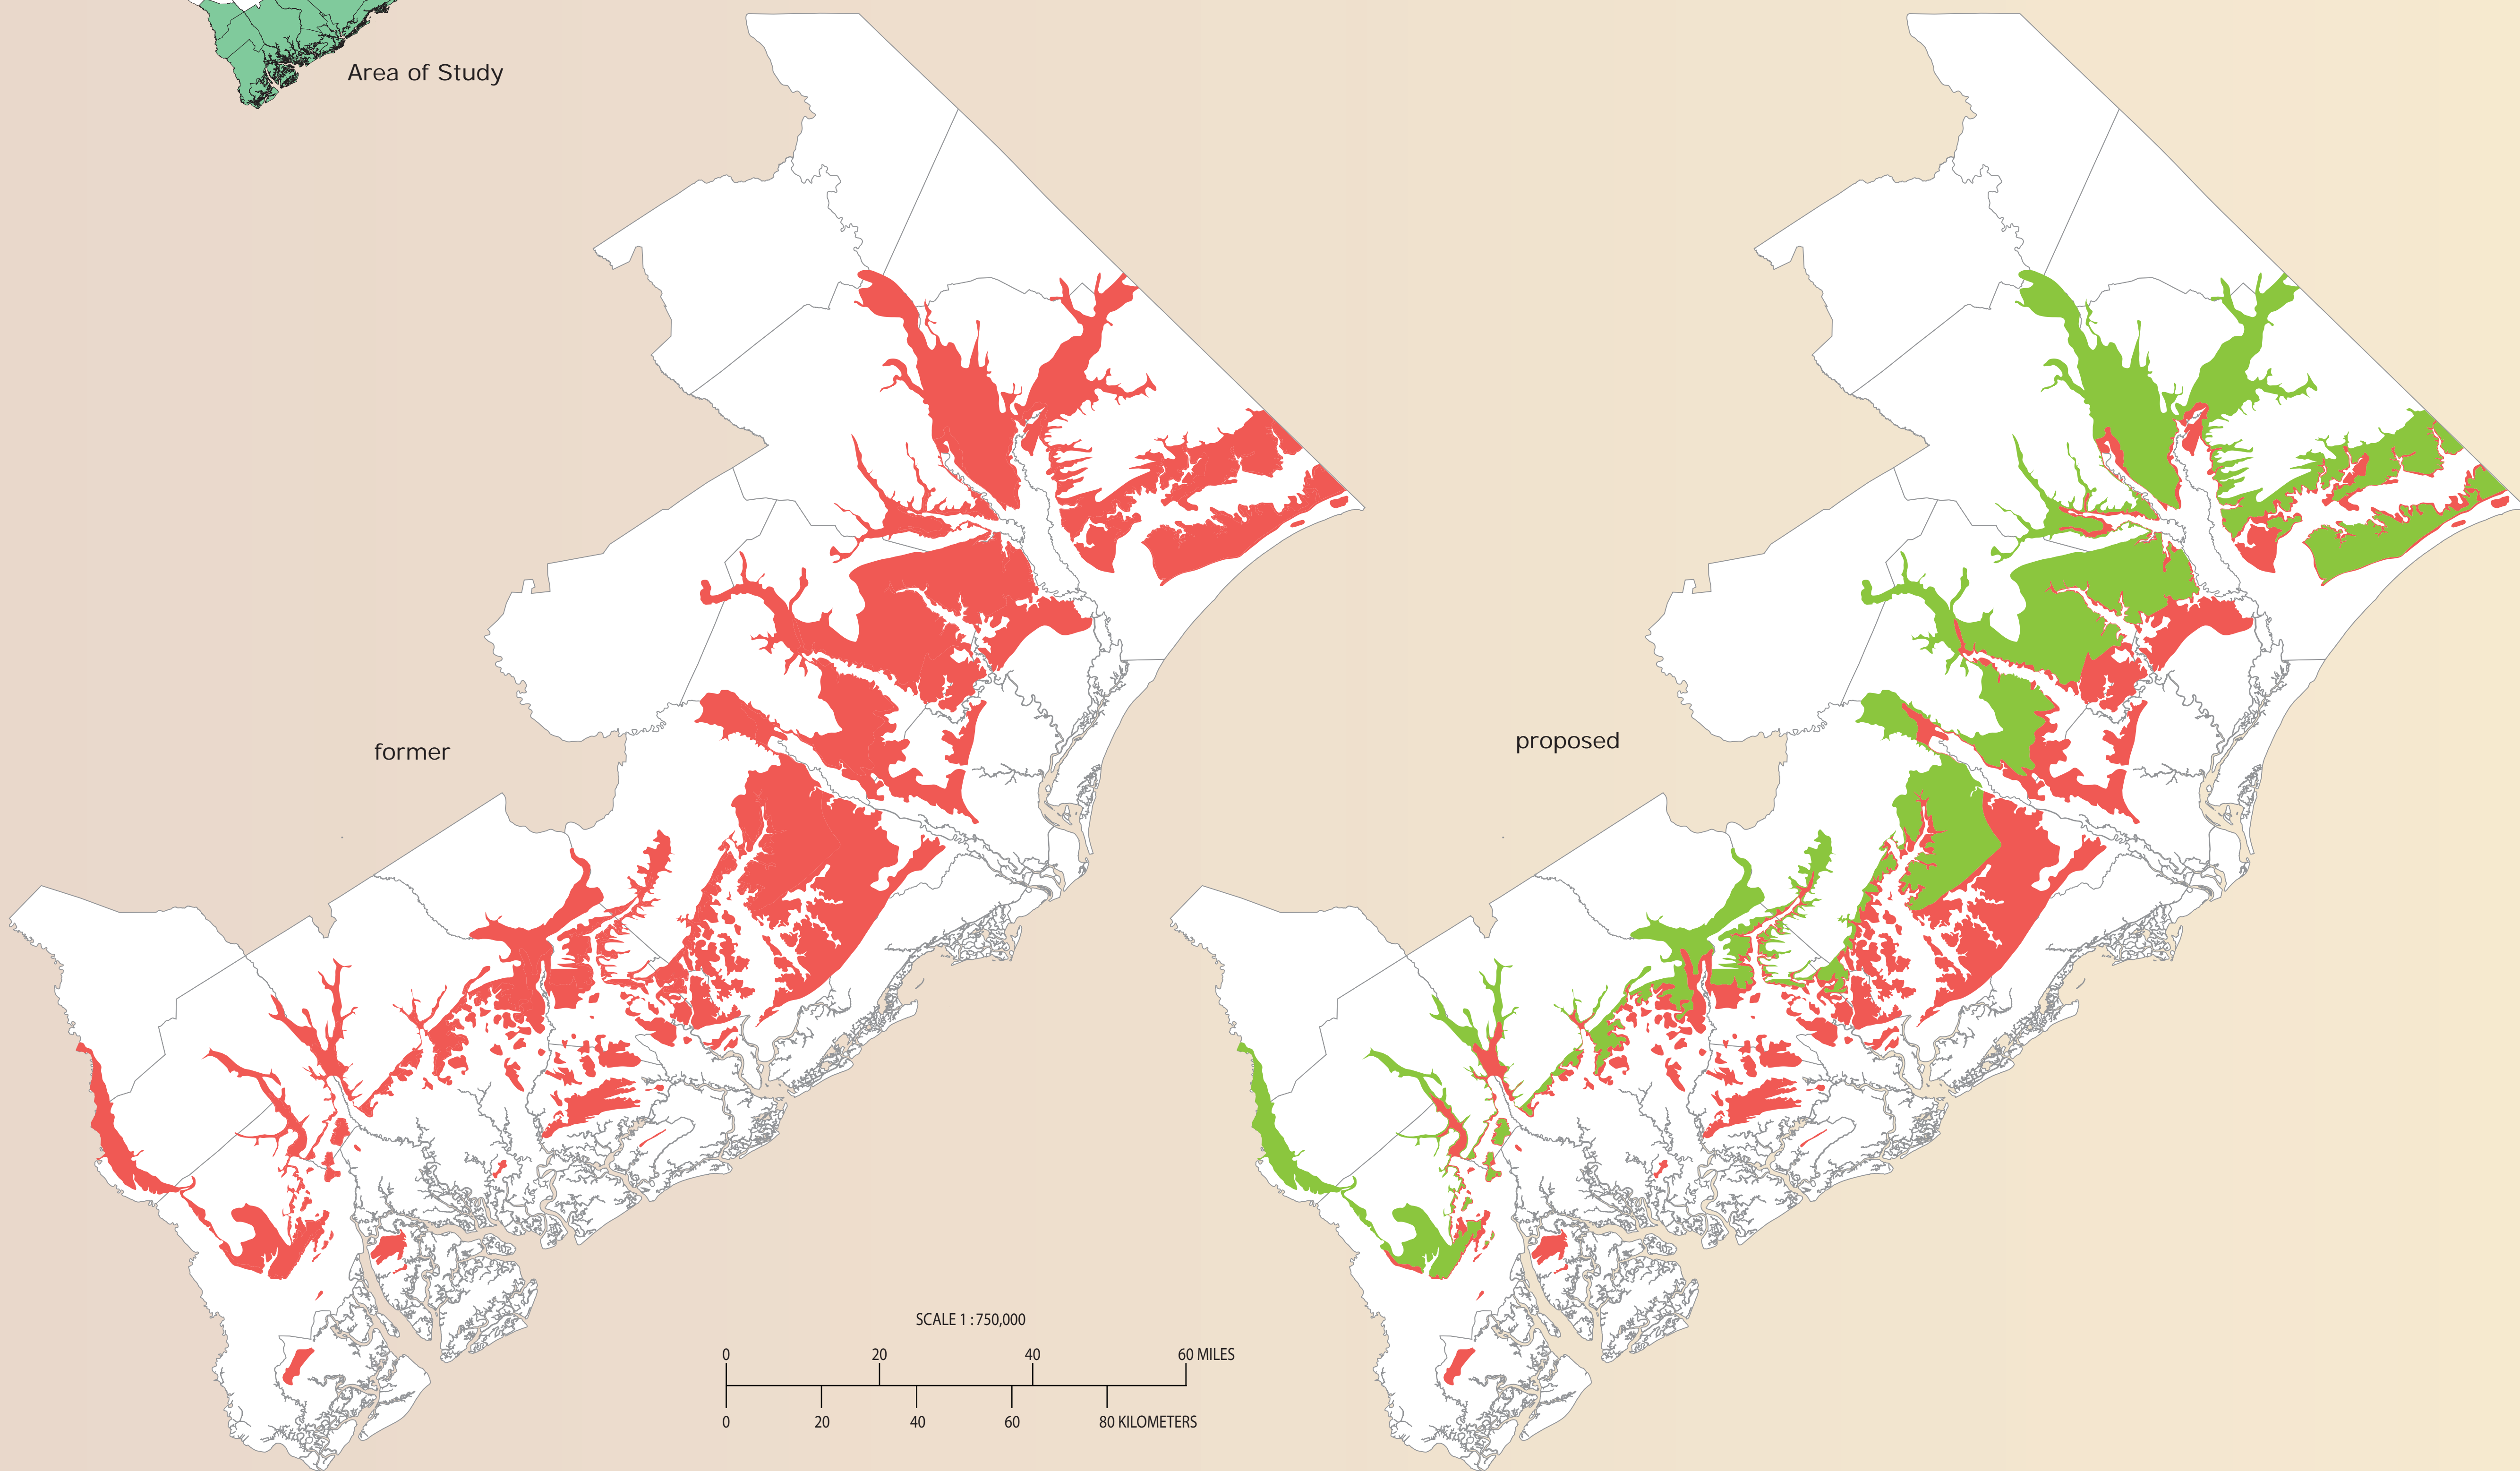 Area of Study
former
proposed
SCALE 1 : 750,000
0 20 40 60 MILES
0 20 40 60 80 KILOMETERS